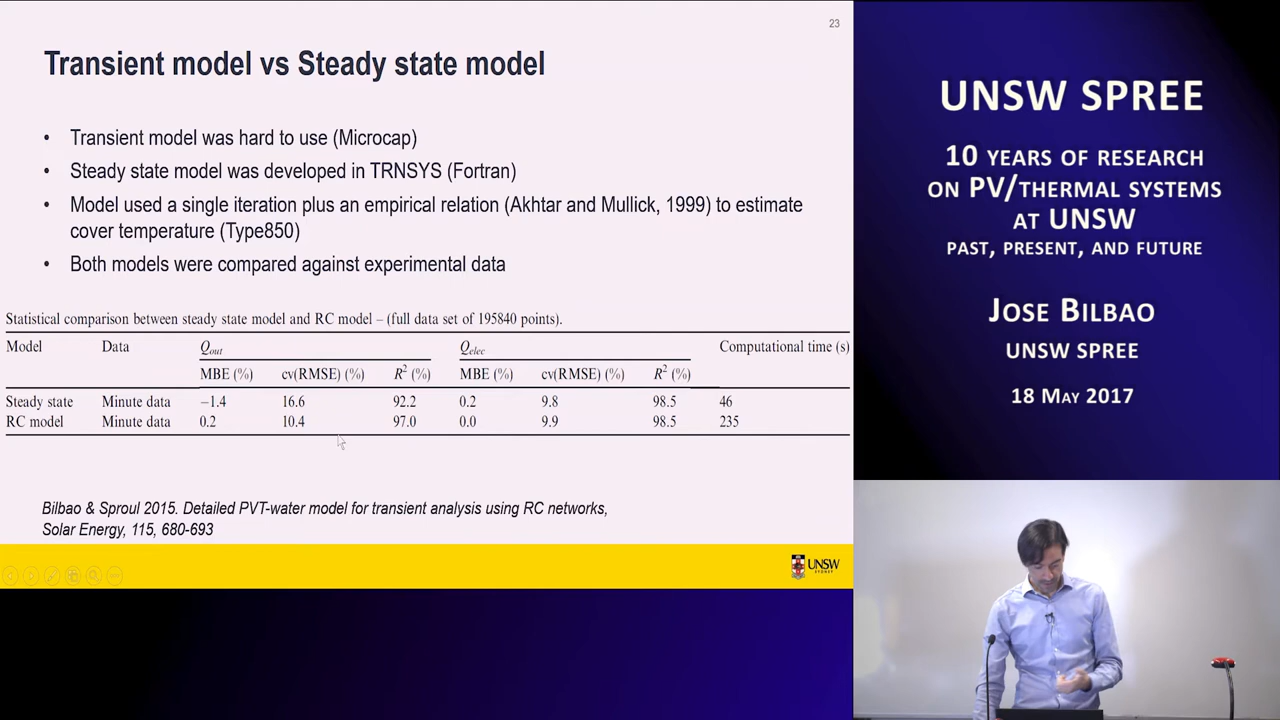 23
Transient model vs Steady state model
• Transient model was hard to use (Microcap)
• Steady state model was developed in TRNSYS (Fortran)
• Model used a single iteration plus an empirical relation (Akhtar and Mullick, 1999) to estimate
cover temperature (Type850)
• Both models were compared against experimental data
Statistical comparison between steady state model and RC model – (full data set of 195840 points).
Model Data Qout Qelec Computational time (s)
MBE (%) cv(RMSE) (%) R² (%) MBE (%) cv(RMSE) (%) R² (%)
Steady state Minute data −1.4 16.6 92.2 0.2 9.8 98.5 46
RC model Minute data 0.2 10.4 97.0 0.0 9.9 98.5 235
Bilbao & Sproul 2015. Detailed PVT-water model for transient analysis using RC networks,
Solar Energy, 115, 680-693
UNSW
SYDNEY
UNSW SPREE
10 YEARS OF RESEARCH
ON PV/THERMAL SYSTEMS
AT UNSW
PAST, PRESENT, AND FUTURE
JOSE BILBAO
UNSW SPREE
18 MAY 2017